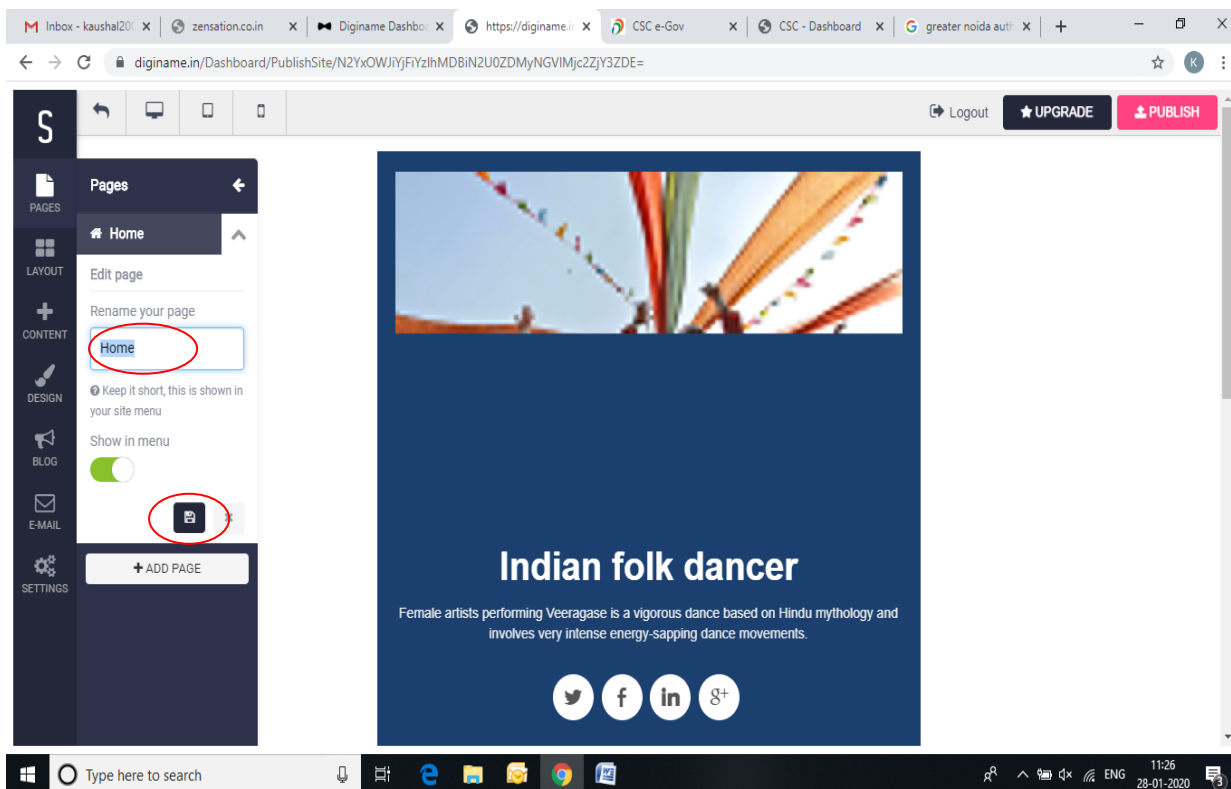 Inbox - kaushal20
zensation.co.in
Diginame Dashbo
https://diginame.i
CSC e-Gov
CSC - Dashboard
greater noida auth
diginame.in/Dashboard/PublishSite/N2YxOWJiYjFiYzIhMDBiN2U0ZDMyNGVlMjc2ZjY3ZDE=
K
S
Logout
UPGRADE
PUBLISH
PAGES
LAYOUT
CONTENT
DESIGN
BLOG
E-MAIL
SETTINGS
Pages
Home
Edit page
Rename your page
Home
Keep it short, this is shown in
your site menu
Show in menu
+ ADD PAGE
Indian folk dancer
Female artists performing Veeragase is a vigorous dance based on Hindu mythology and
involves very intense energy-sapping dance movements.
Type here to search
ENG
11:26
28-01-2020
3